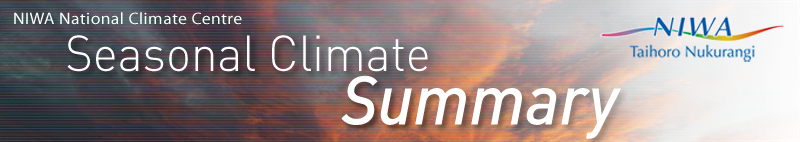 NIWA National Climate Centre
Seasonal Climate
Summary
NIWA
Taihoro Nukurangi